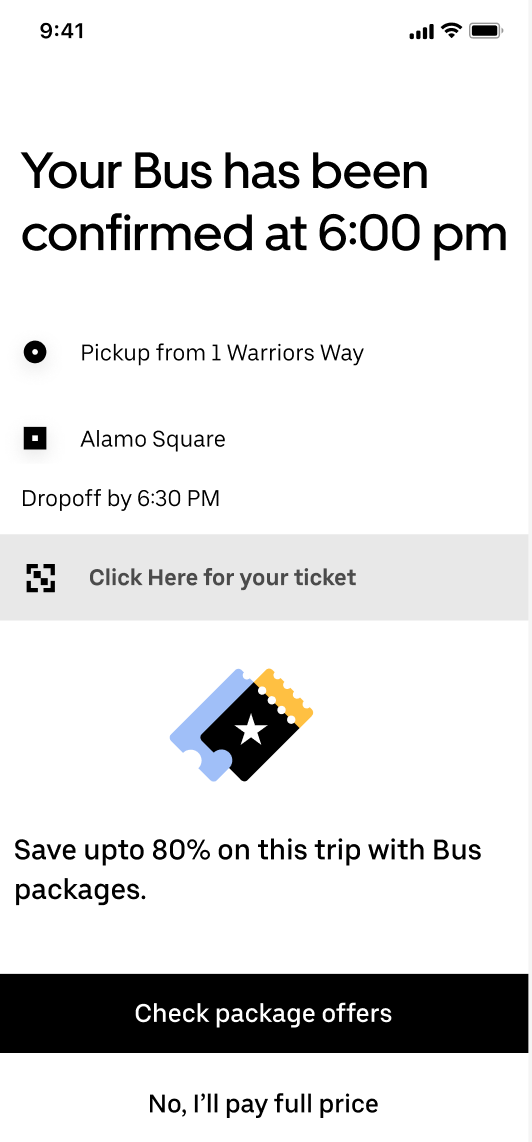 9:41
Your Bus has been
confirmed at 6:00 pm
Pickup from 1 Warriors Way
Alamo Square
Dropoff by 6:30 PM
Click Here for your ticket
Save upto 80% on this trip with Bus
packages.
Check package offers
No, I’ll pay full price